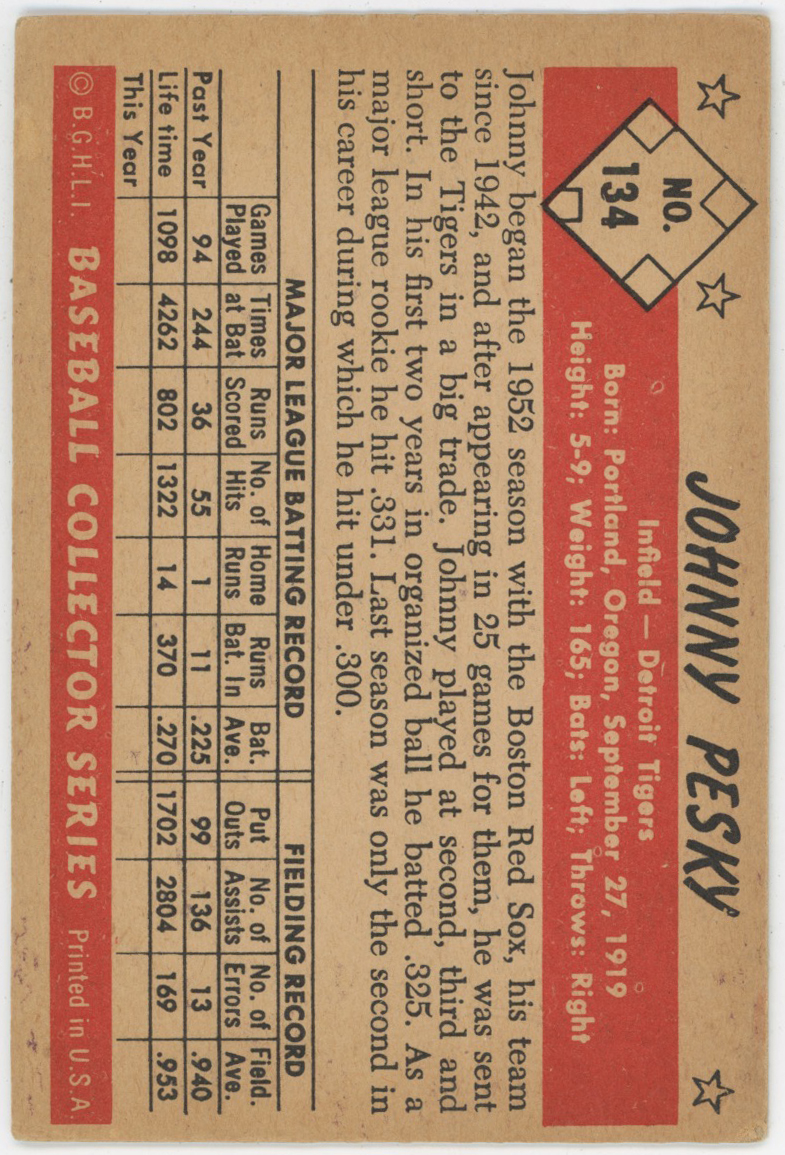 JOHNNY PESKY
NO.
134
Infield — Detroit Tigers
Born: Portland, Oregon, September 27, 1919
Height: 5-9; Weight: 165; Bats: Left; Throws: Right
Johnny began the 1952 season with the Boston Red Sox, his team
since 1942, and after appearing in 25 games for them, he was sent
to the Tigers in a big trade. Johnny played at second, third and
short. In his first two years in organized ball he batted .325. As a
major league rookie he hit .331. Last season was only the second in
his career during which he hit under .300.
MAJOR LEAGUE BATTING RECORD FIELDING RECORD
Games Times Runs No. of Home Runs Bat. Put No. of No. of Field.
Played at Bat Scored Hits Runs Bat. In Ave. Outs Assists Errors Ave.
Past Year 94 244 36 55 1 11 .225 99 136 13 .940
Life time 1098 4262 802 1322 14 370 .270 1702 2804 169 .953
This Year
© B.G.H.L.I. BASEBALL COLLECTOR SERIES Printed in U.S.A.